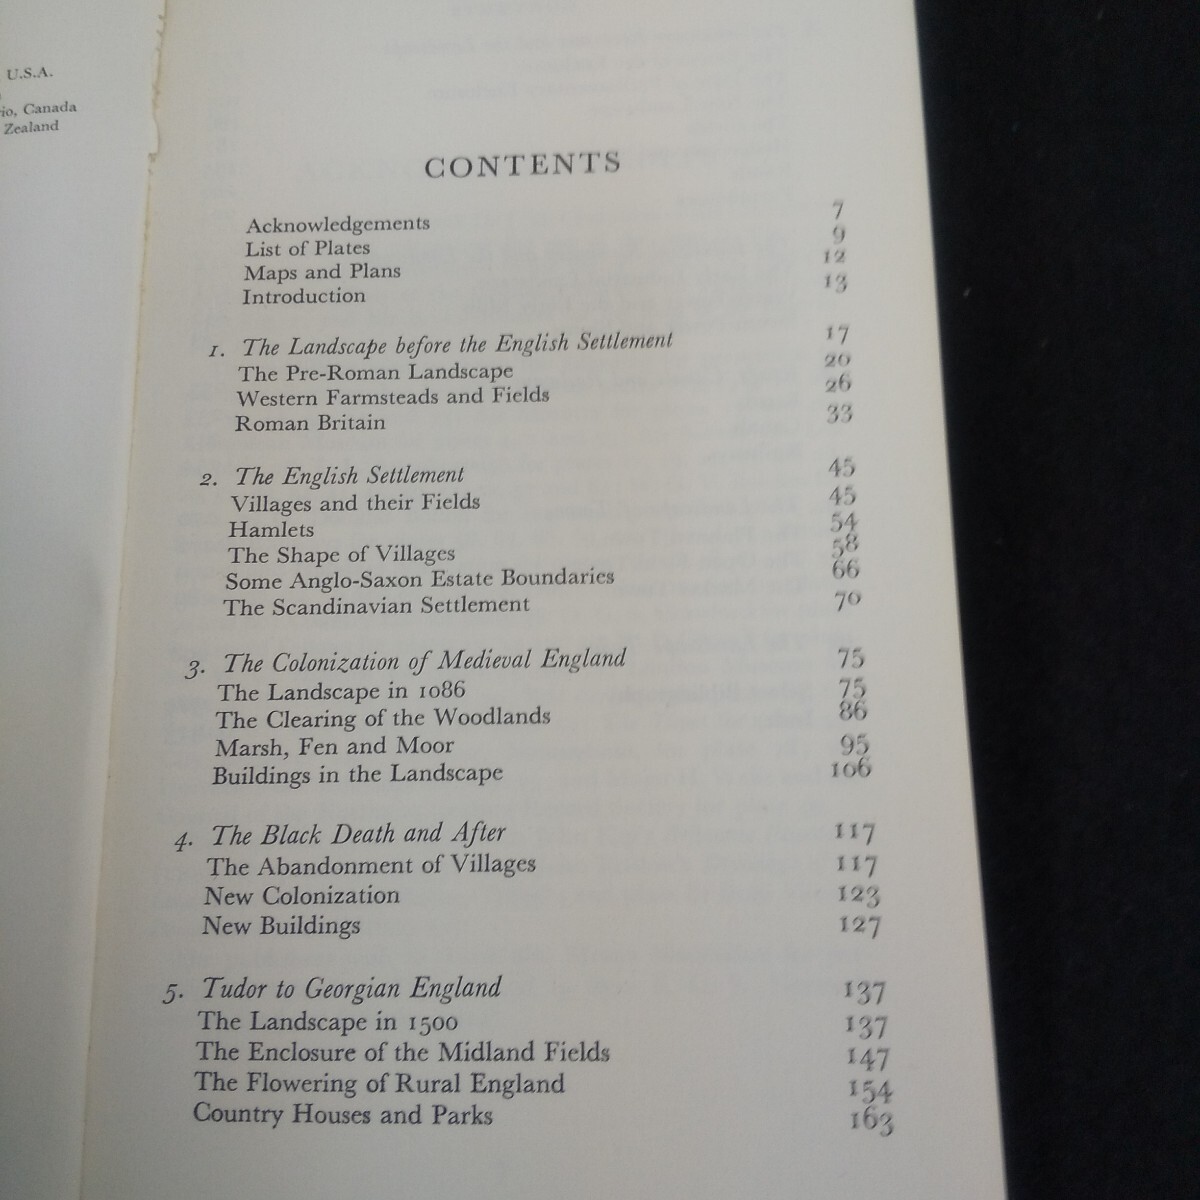 U.S.A.
rio, Canada
Zealand
CONTENTS
Acknowledgements 7
List of Plates 9
Maps and Plans 12
Introduction 13
1. The Landscape before the English Settlement 17
The Pre-Roman Landscape 20
Western Farmsteads and Fields 26
Roman Britain 33
2. The English Settlement 45
Villages and their Fields 45
Hamlets 54
The Shape of Villages 58
Some Anglo-Saxon Estate Boundaries 66
The Scandinavian Settlement 70
3. The Colonization of Medieval England 75
The Landscape in 1086 75
The Clearing of the Woodlands 86
Marsh, Fen and Moor 95
Buildings in the Landscape 106
4. The Black Death and After 117
The Abandonment of Villages 117
New Colonization 123
New Buildings 127
5. Tudor to Georgian England 137
The Landscape in 1500 137
The Enclosure of the Midland Fields 147
The Flowering of Rural England 154
Country Houses and Parks 163